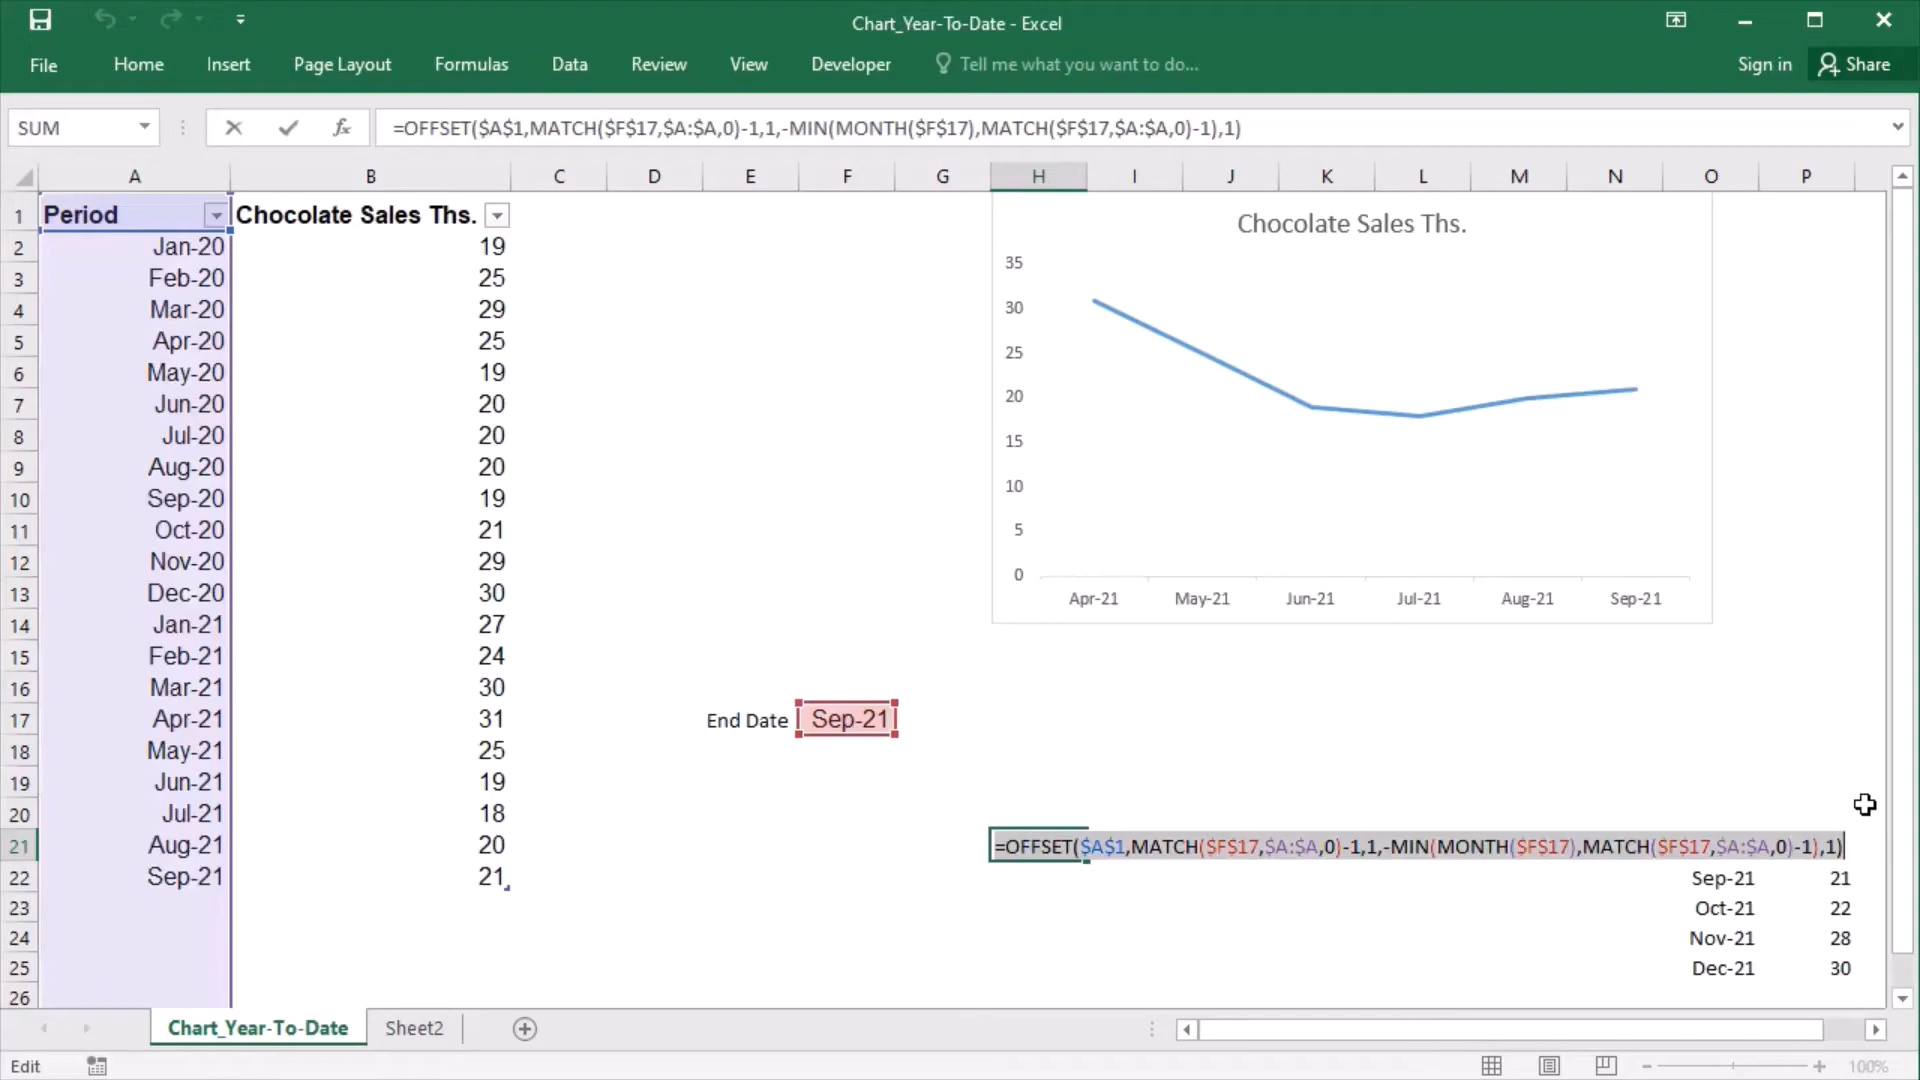 Chart_Year-To-Date - Excel
File Home Insert Page Layout Formulas Data Review View Developer Tell me what you want to do... Sign in Share
SUM =OFFSET($A$1,MATCH($F$17,$A:$A,0)-1,1,-MIN(MONTH($F$17),MATCH($F$17,$A:$A,0)-1),1)
A B C D E F G H I J K L M N O P
1 Period Chocolate Sales Ths.
2 Jan-20 19
3 Feb-20 25
4 Mar-20 29
5 Apr-20 25
6 May-20 19
7 Jun-20 20
8 Jul-20 20
9 Aug-20 20
10 Sep-20 19
11 Oct-20 21
12 Nov-20 29
13 Dec-20 30
14 Jan-21 27
15 Feb-21 24
16 Mar-21 30
17 Apr-21 31 End Date Sep-21
18 May-21 25
19 Jun-21 19
20 Jul-21 18
21 Aug-21 20 =OFFSET($A$1,MATCH($F$17,$A:$A,0)-1,1,-MIN(MONTH($F$17),MATCH($F$17,$A:$A,0)-1),1)
22 Sep-21 21 Sep-21 21
23 Oct-21 22
24 Nov-21 28
25 Dec-21 30
26
Chocolate Sales Ths.
35
30
25
20
15
10
5
0
Apr-21 May-21 Jun-21 Jul-21 Aug-21 Sep-21
Chart_Year-To-Date Sheet2
Edit 100%